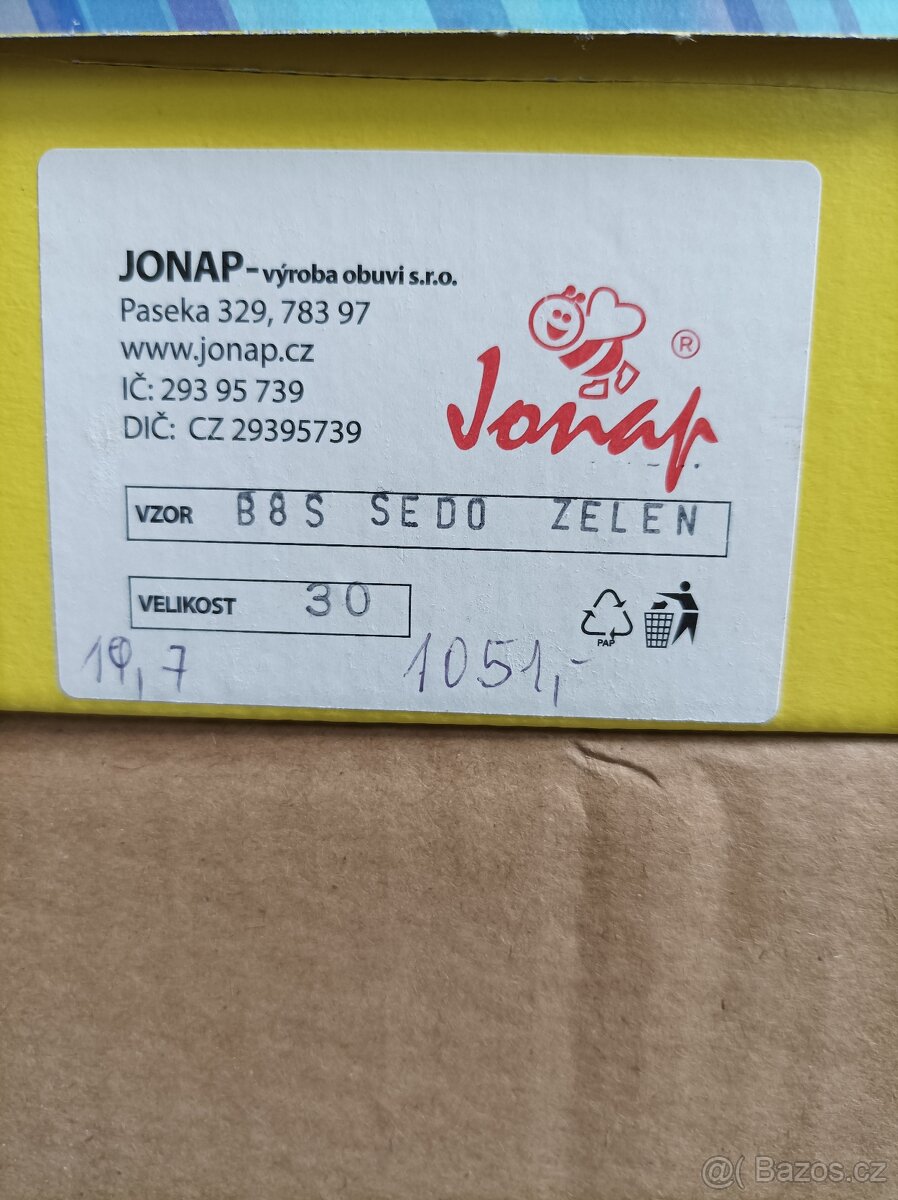 JONAP-výroba obuvi s.r.o.
Paseka 329, 783 97
www.jonap.cz
IČ: 293 95 739
DIČ: CZ 29395739
Jonap ®
VZOR B8S SEDO ZELEN
VELIKOST 30
PAP
19,7 1051,-
@( Bazos.cz